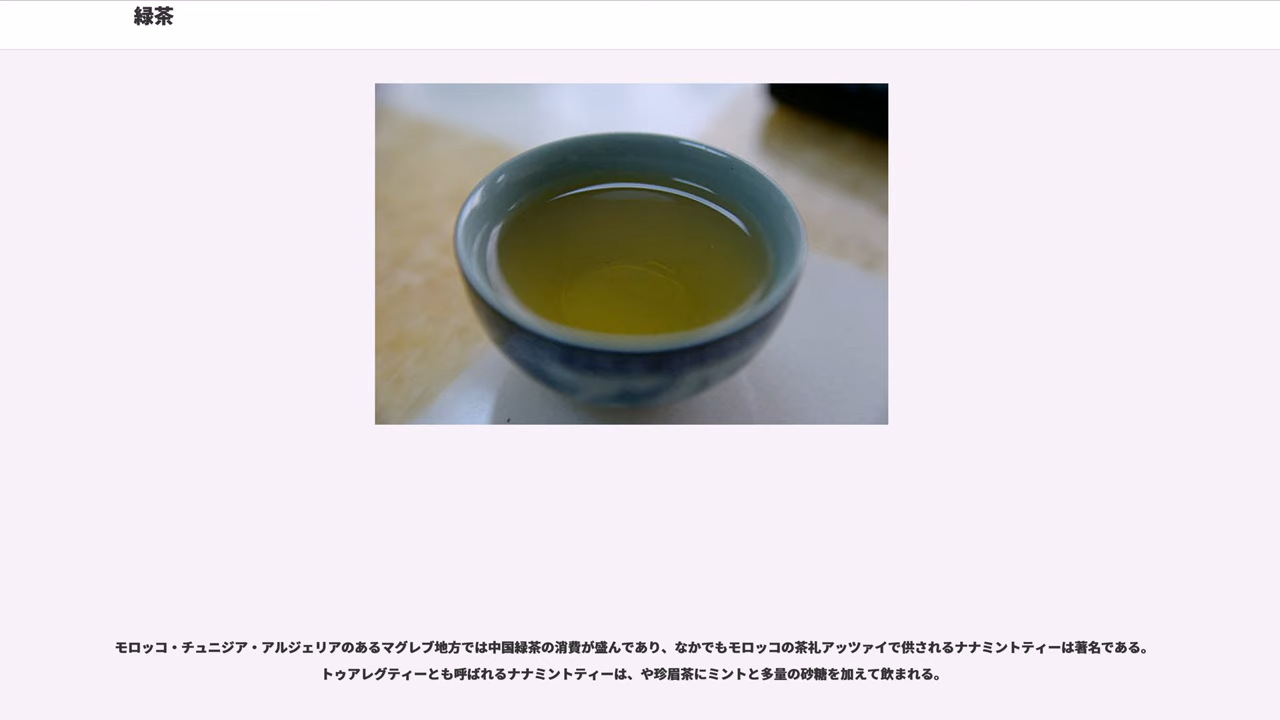 緑茶
モロッコ・チュニジア・アルジェリアのあるマグレブ地方では中国緑茶の消費が盛んであり、なかでもモロッコの茶礼アッツァイで供されるナナミントティーは著名である。
トゥアレグティーとも呼ばれるナナミントティーは、や珍眉茶にミントと多量の砂糖を加えて飲まれる。